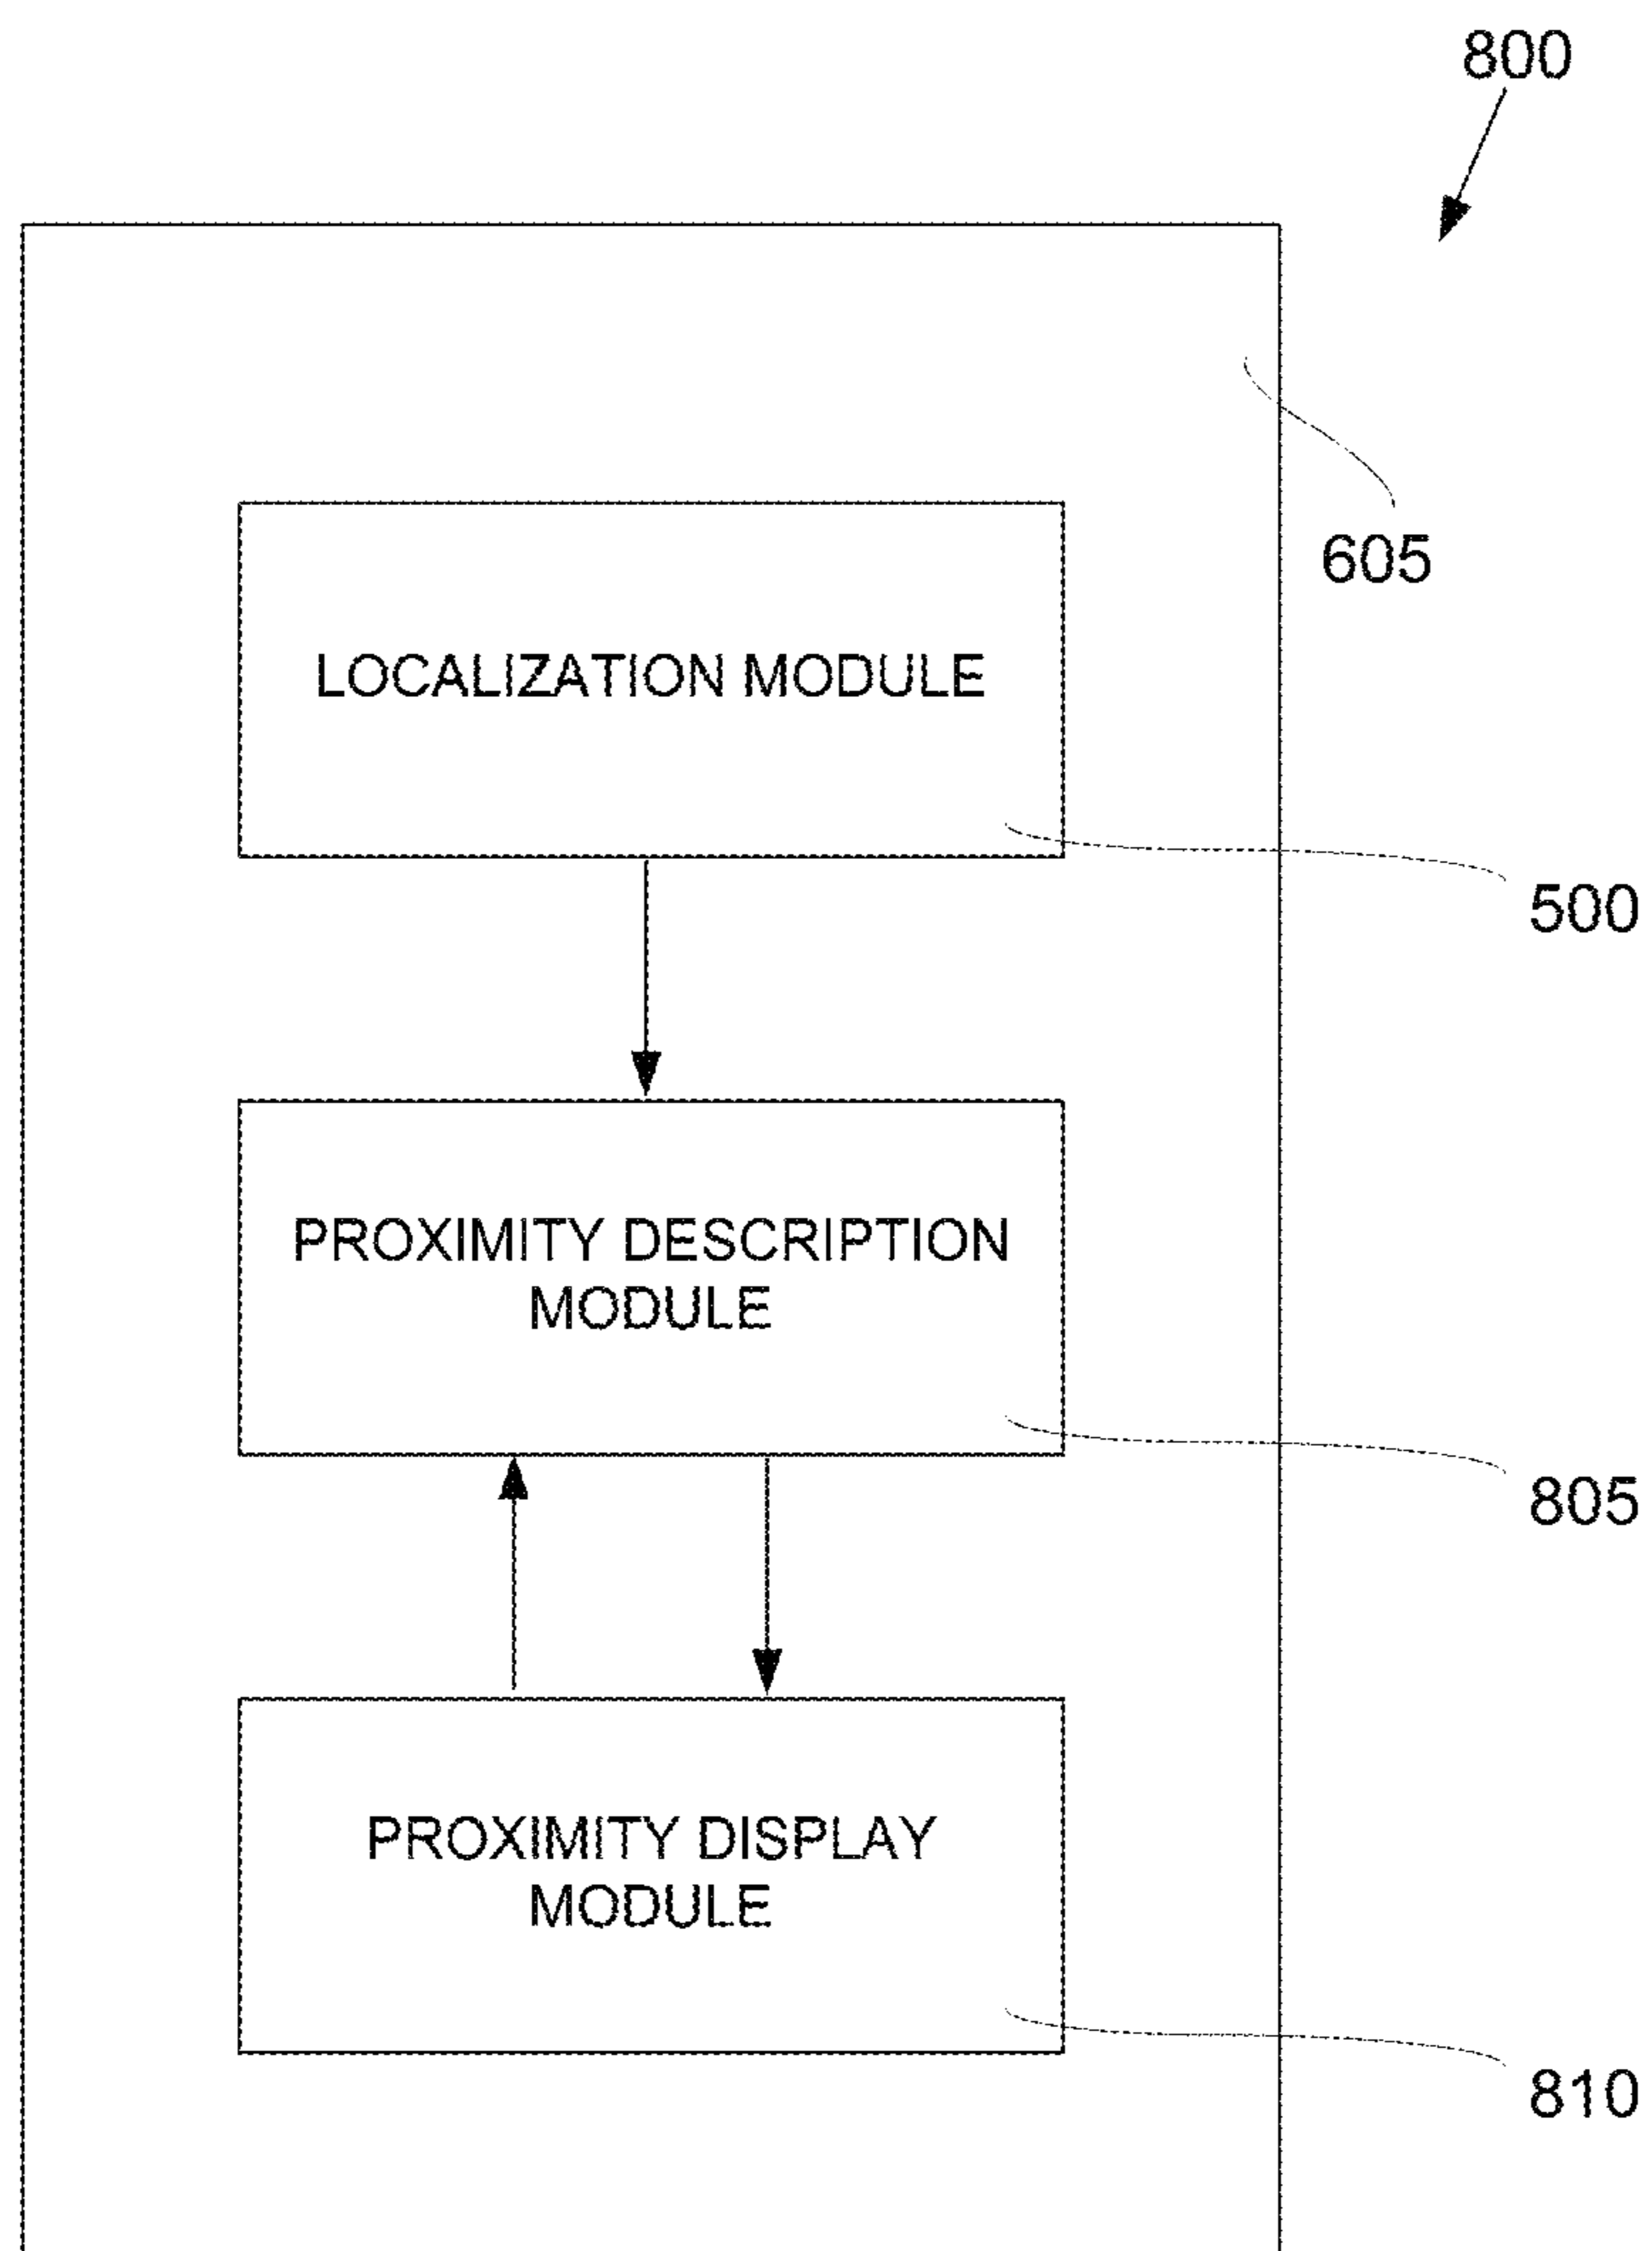 800
605
LOCALIZATION MODULE
500
PROXIMITY DESCRIPTION
MODULE
805
PROXIMITY DISPLAY
MODULE
810